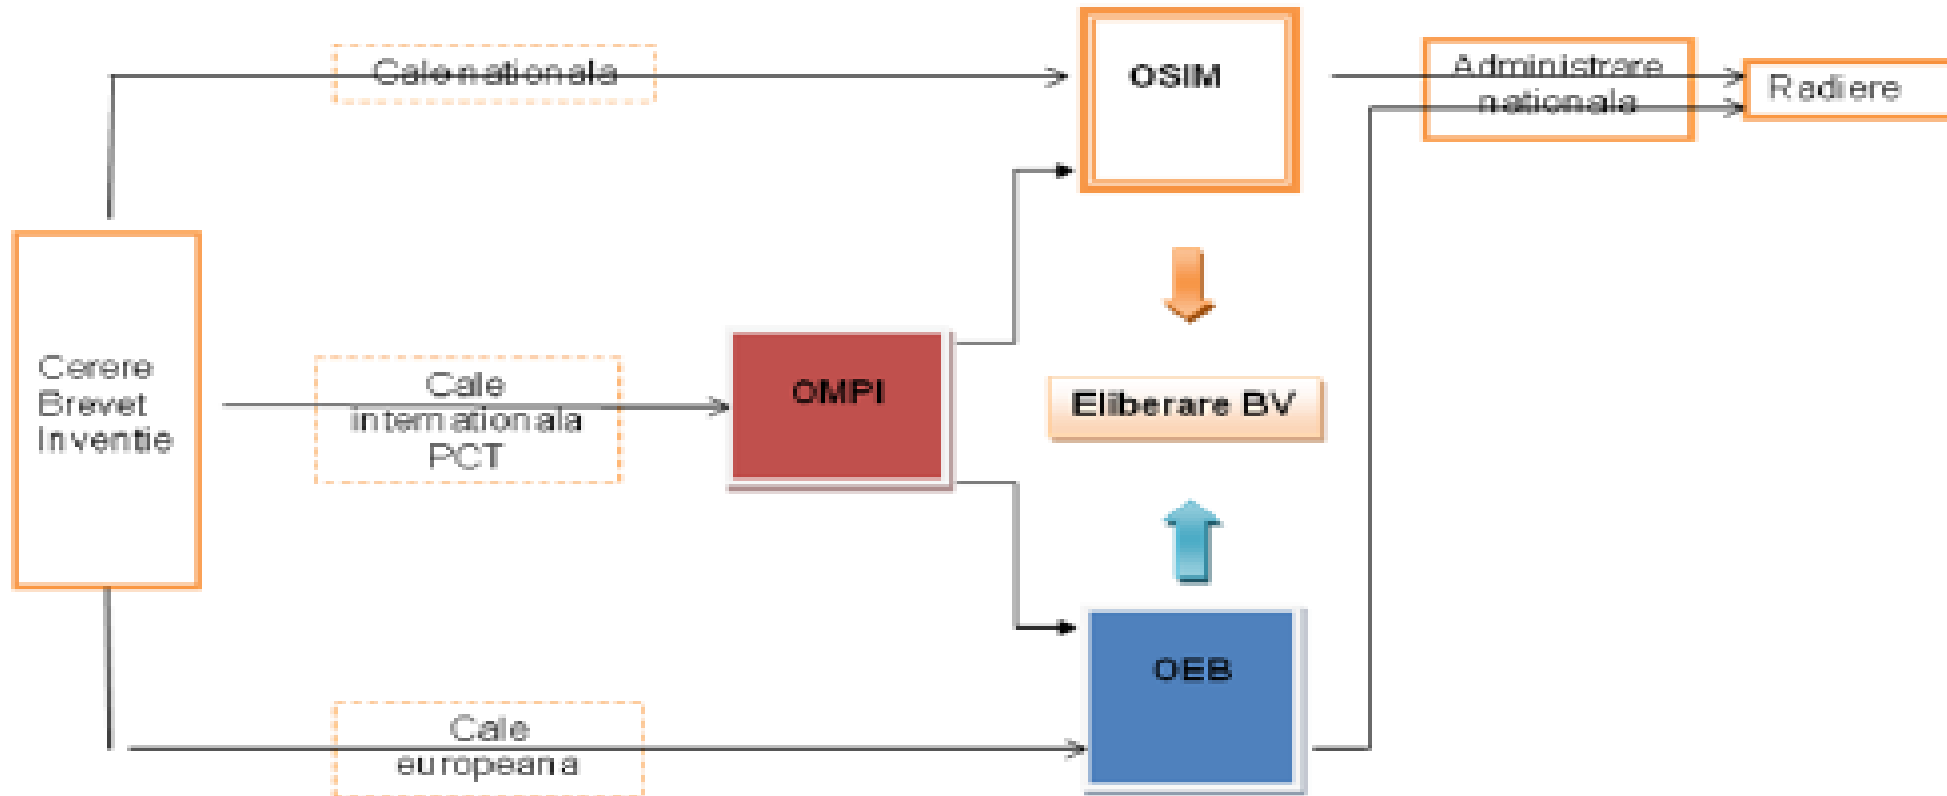 Cale nationala
OSIM
Administrare
nationala
Radiere
Cerere
Brevet
Inventie
Cale
internationala
PCT
OMPI
Eliberare BV
OEB
Cale
europeana